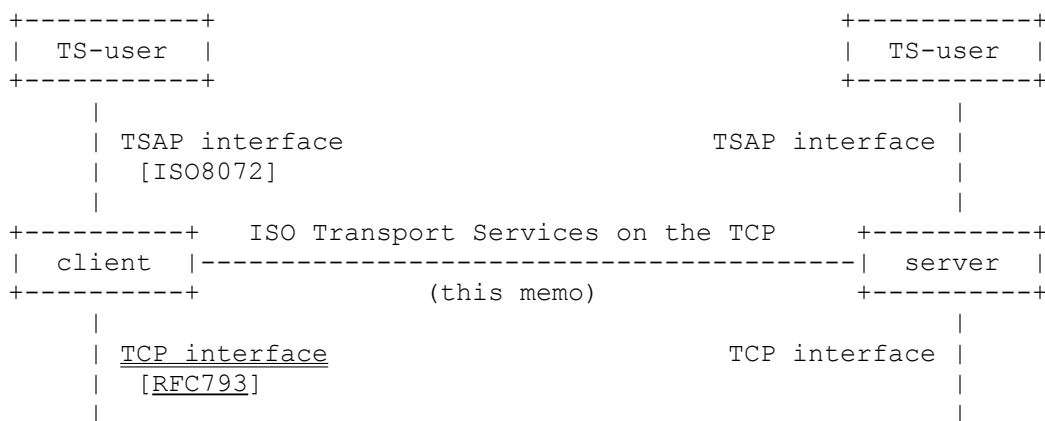 TS-user TS-user
TSAP interface TSAP interface
[ISO8072]
ISO Transport Services on the TCP
client server
(this memo)
TCP interface TCP interface
[RFC793]